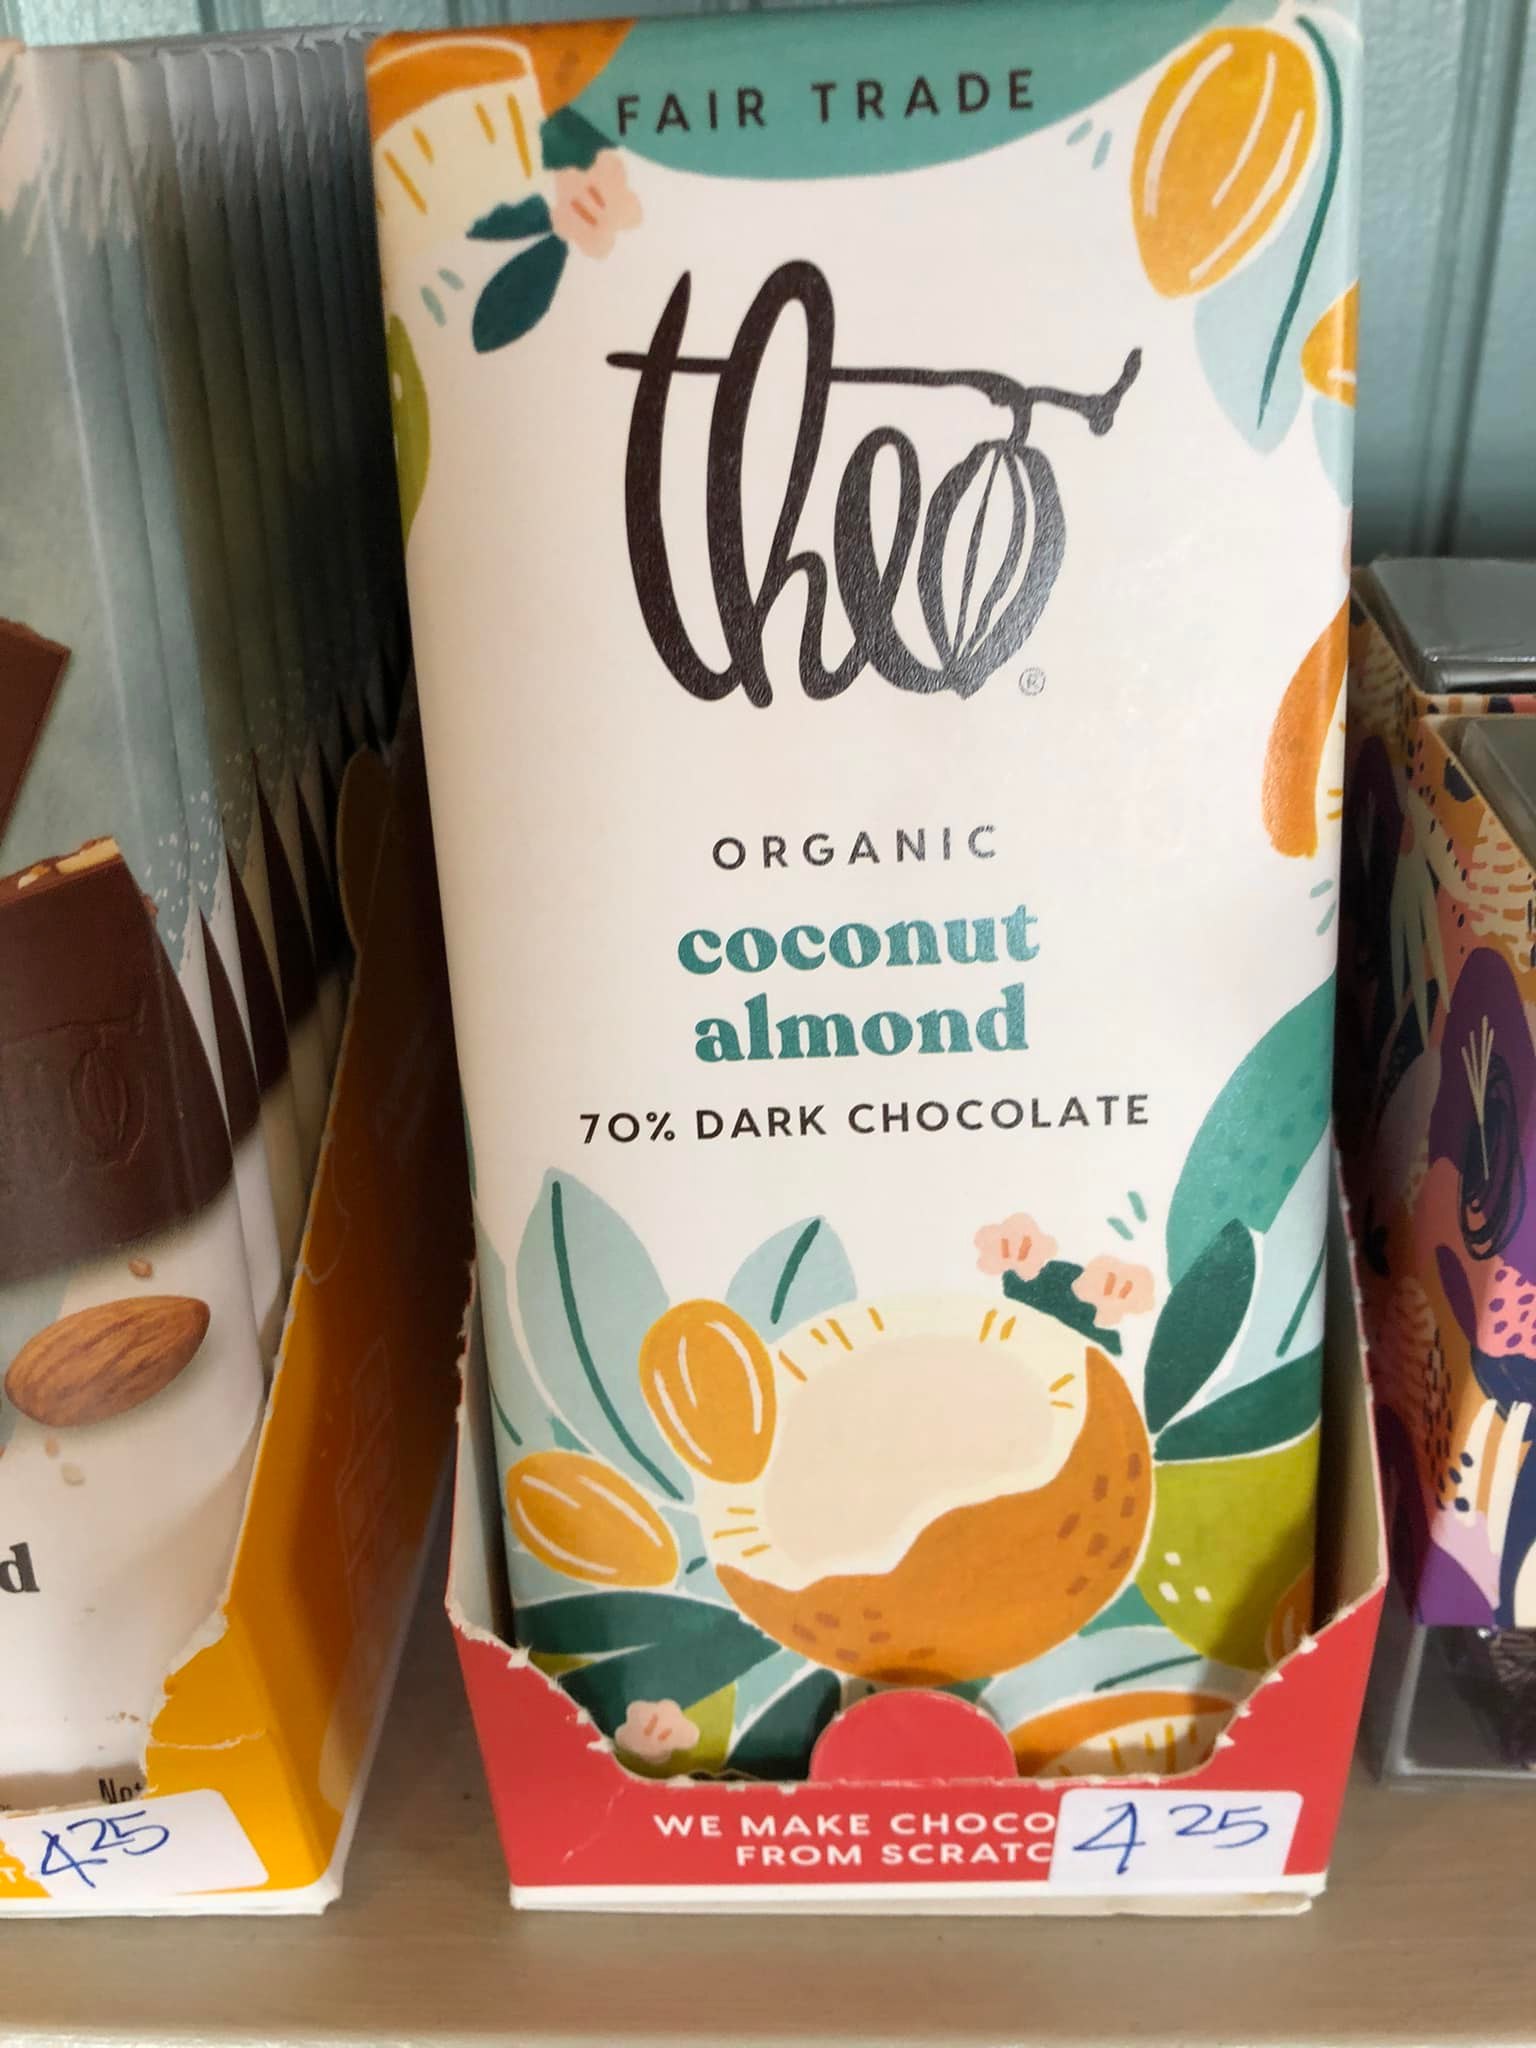 FAIR TRADE
theo
®
ORGANIC
coconut
almond
70% DARK CHOCOLATE
WE MAKE CHOCO
FROM SCRATC
4 25
d
4 25